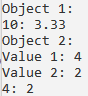 Object 1:
10: 3.33
Object 2:
Value 1: 4
Value 2: 2
4: 2